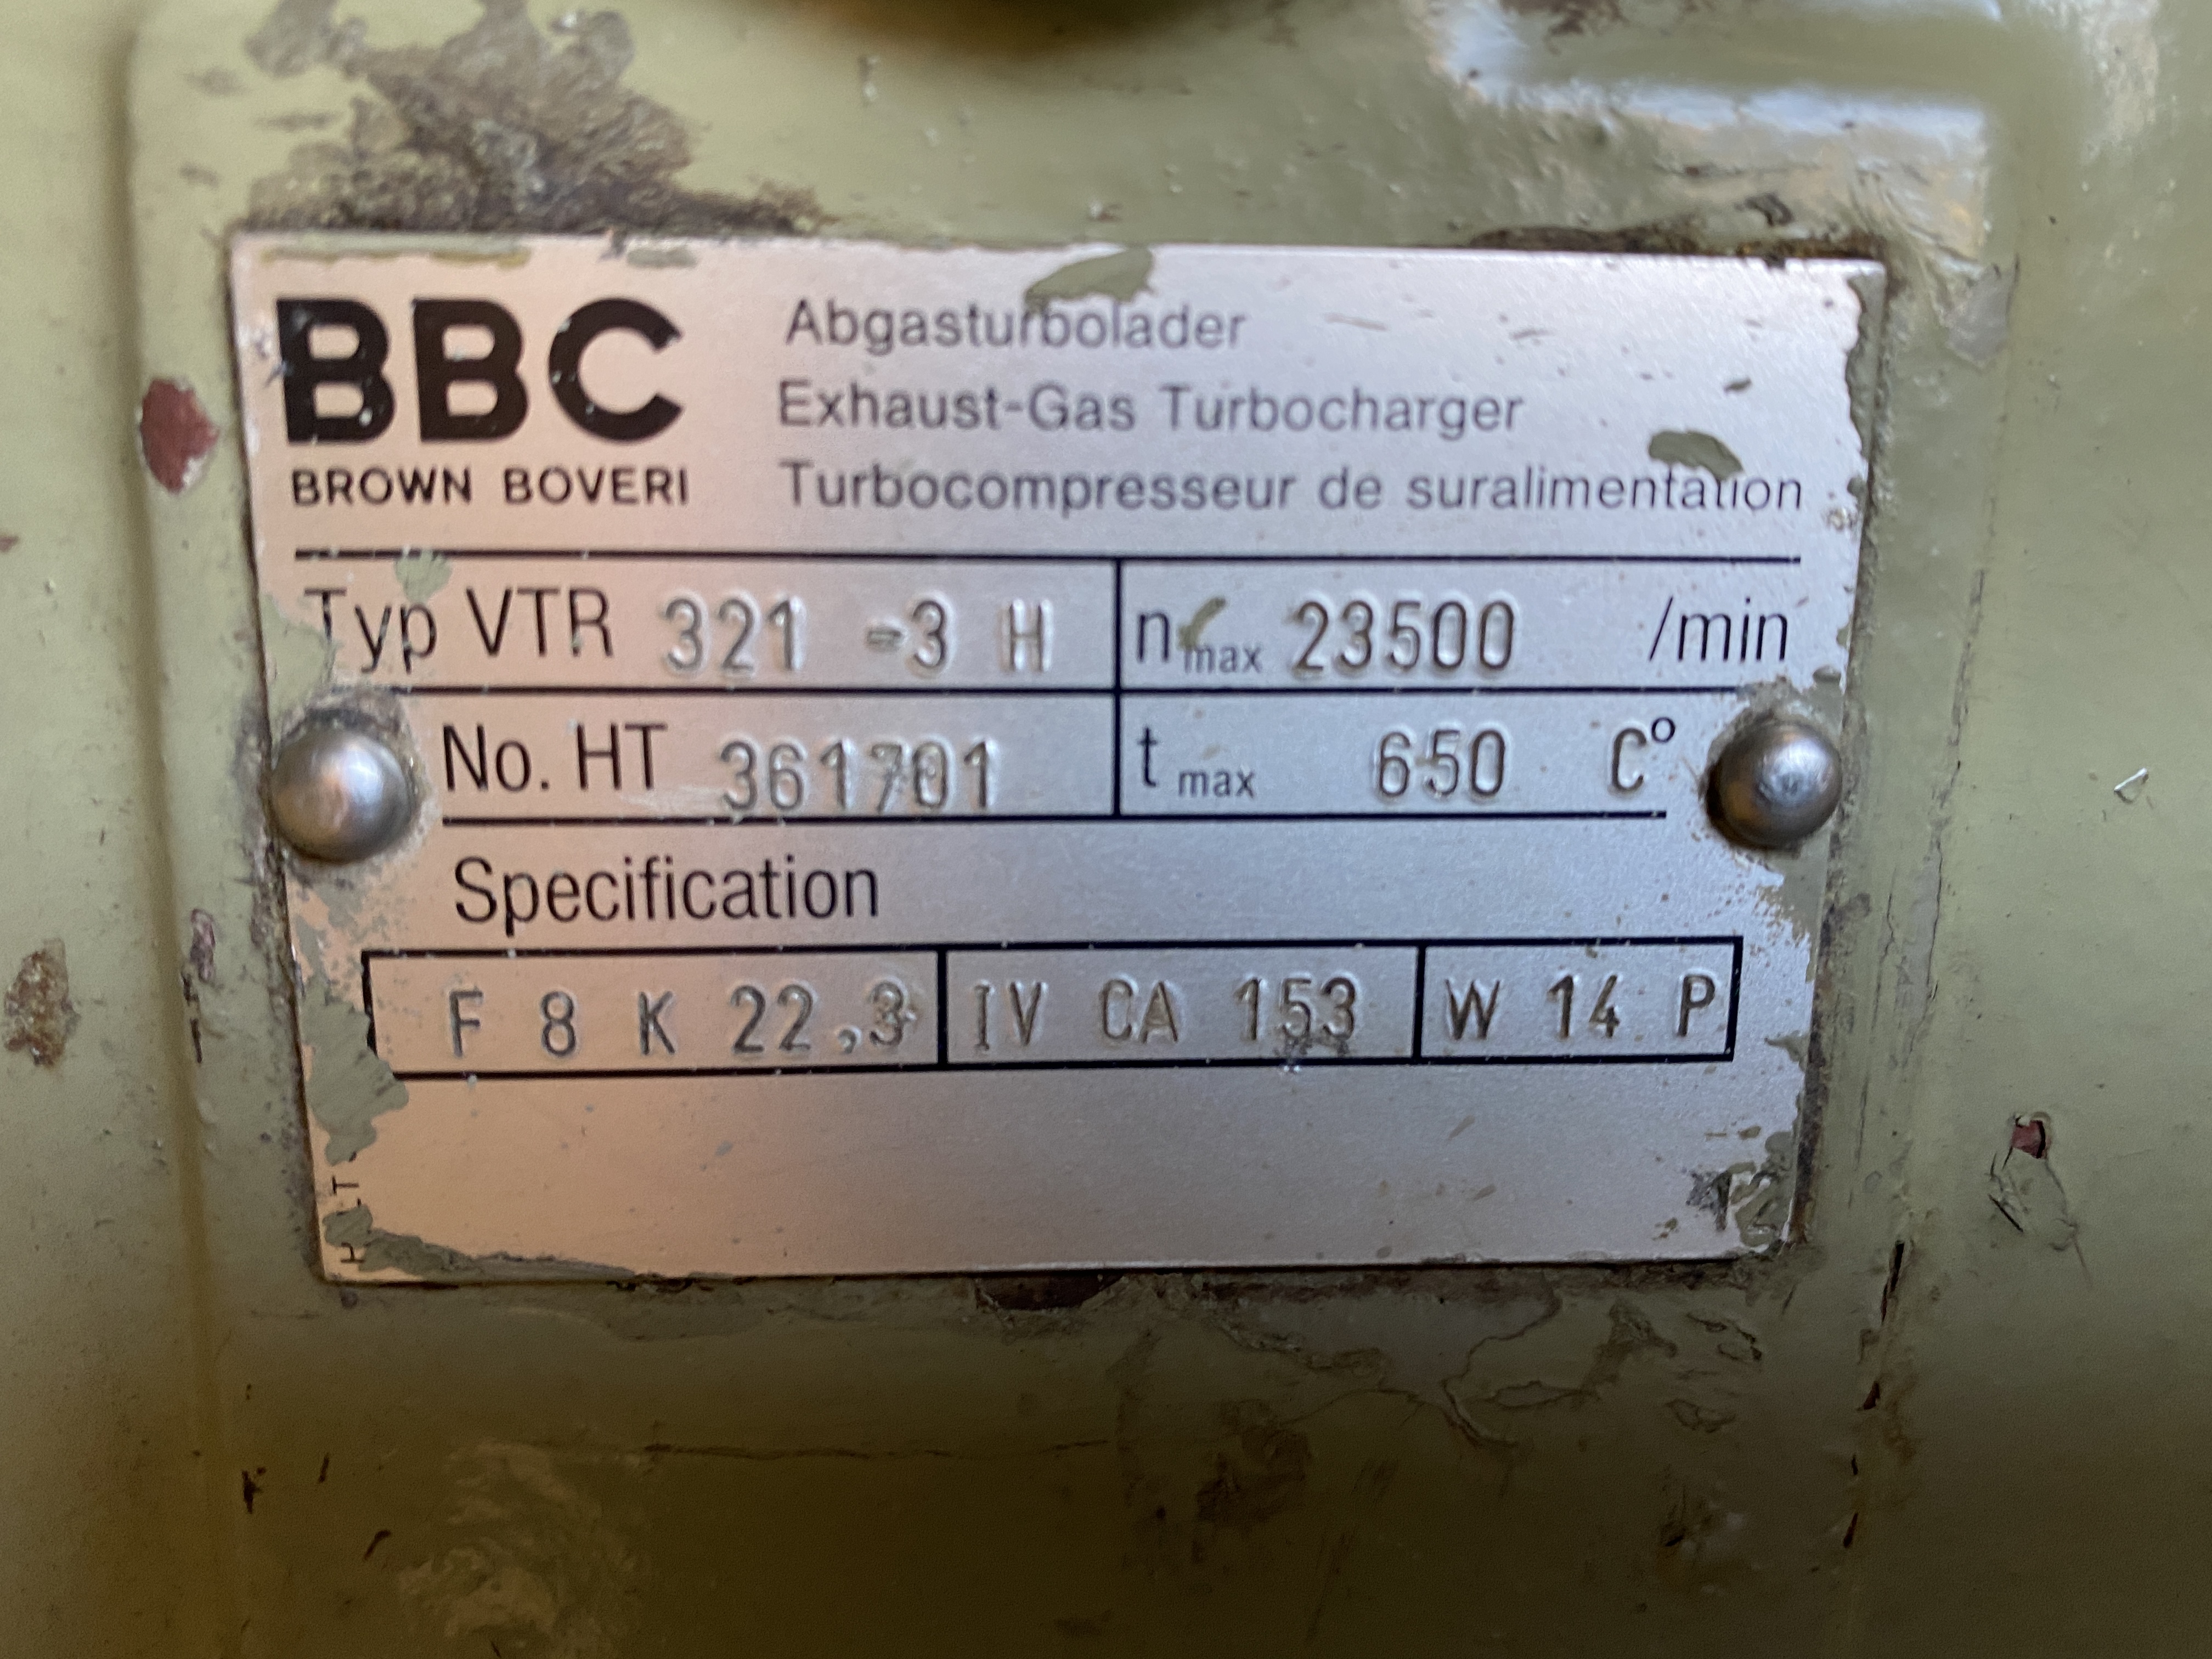 BBC
BROWN BOVERI
Abgasturbolader
Exhaust-Gas Turbocharger
Turbocompresseur de suralimentation
Typ VTR 321 -3 H
n max 23500 /min
No. HT 361701
t max 650 C°
Specification
F 8 K 22,3 IV CA 153 W 14 P